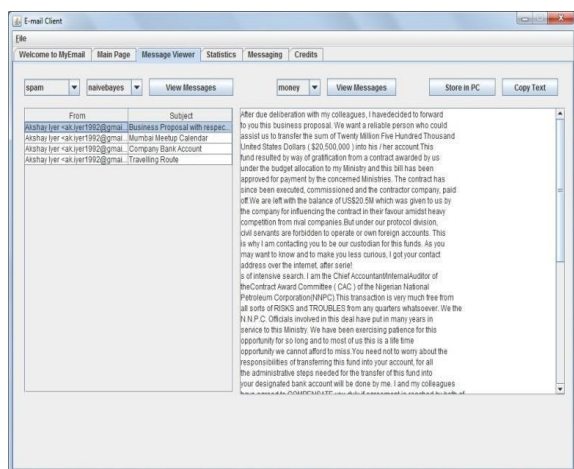 E-mail Client
File
Welcome to MyEmail Main Page Message Viewer Statistics Messaging Credits
spam naivebayes View Messages money View Messages Store in PC Copy Text
From Subject
Akshay Iyer <ak.iyer1992@gmai... Business Proposal with respec...
Akshay Iyer <ak.iyer1992@gmai... Mumbai Meetup Calendar
Akshay Iyer <ak.iyer1992@gmai... Company Bank Account
Akshay Iyer <ak.iyer1992@gmai... Travelling Route
After due deliberation with my colleagues, I havedecided to forward
to you this business proposal. We want a reliable person who could
assist us to transfer the sum of Twenty Million Five Hundred Thousand
United States Dollars ( $20,500,000 ) into his / her account.This
fund resulted by way of gratification from a contract awarded by us
under the budget allocation to my Ministry and this bill has been
approved for payment by the concerned Ministries. The contract has
since been executed, commissioned and the contractor company, paid
off.We are left with the balance of US$20.5M which was given to us by
the company for influencing the contract in their favour amidst heavy
competition from rival companies.But under our protocol division,
civil servants are forbidden to operate or own foreign accounts. This
is why I am contacting you to be our custodian for this funds. As you
may want to know and to make you less curious, I got your contact
address over the internet, after serie!
s of intensive search. I am the Chief Accountant/InternalAuditor of
theContract Award Committee ( CAC ) of the Nigerian National
Petroleum Corporation(NNPC).This transaction is very much free from
all sorts of RISKS and TROUBLES from any quarters whatsoever. We the
N.N.P.C. Officials involved in this deal have put in many years in
service to this Ministry. We have been exercising patience for this
opportunity for so long and to most of us this is a life time
opportunity we cannot afford to miss.You need not to worry about the
responsibilities of transferring this fund into your account, for all
the administrative steps needed for the transfer of this fund into
your designated bank account will be done by me. I and my colleagues
have agreed to COMPENSATE you duly if agreement is reached by both of